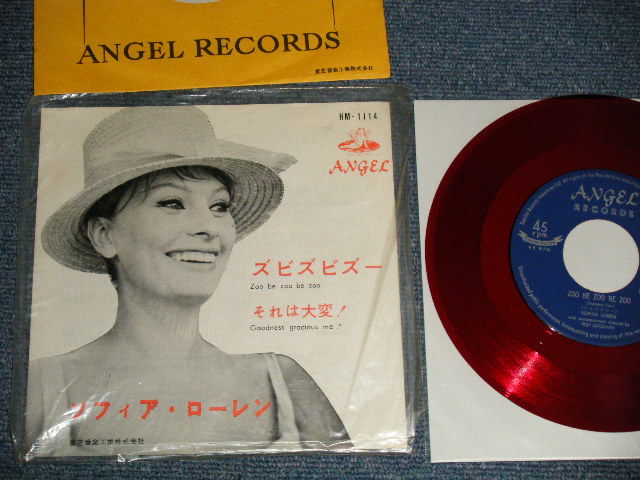 ANGEL RECORDS
東芝音楽工業株式会社
HM-1114
ANGEL
ズビズビズー
Zoo be zoo be zoo
それは大変!
Goodness gracious me!
ソフィア・ローレン
東芝音楽工業株式会社
ANGEL
RECORDS
45
rpm
ZOO BE ZOO BE ZOO
SOPHIA LOREN